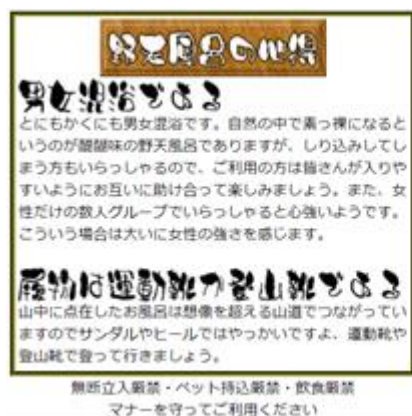 野天風呂の心得
男女混浴である
とにもかくにも男女混浴です。自然の中で素っ裸になると
いうのが醍醐味の野天風呂でありますが、しり込みしてし
まう方もいらっしゃるので、ご利用の方は皆さんが入りや
すいようにお互いに助け合って楽しみましょう。また、女
性だけの数人グループでいらっしゃると心強いようです。
こういう場合は大いに女性の強さを感じます。
履物は運動靴か登山靴である
山中に点在したお風呂は想像を超える山道でつながってい
ますのでサンダルやヒールではやっかいですよ、運動靴や
登山靴で登って行きましょう。
無断立入厳禁・ペット持込厳禁・飲食厳禁
マナーを守ってご利用ください